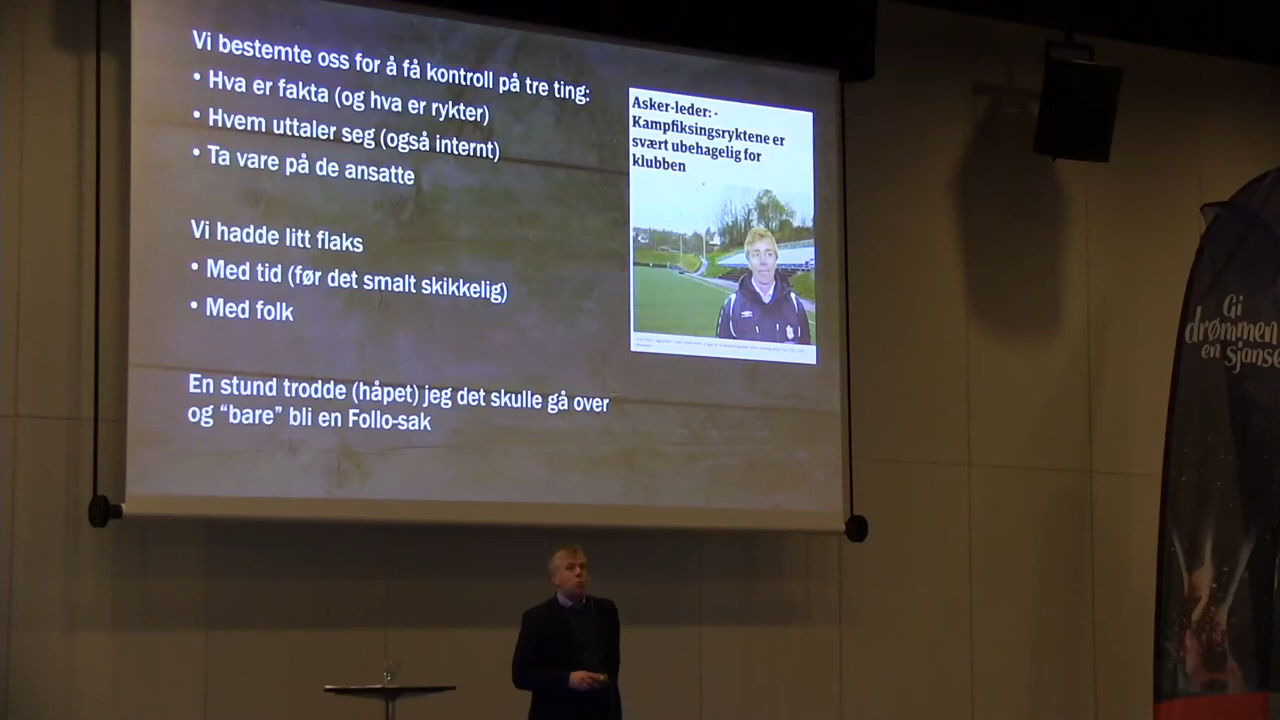 Vi bestemte oss for å få kontroll på tre ting:
• Hva er fakta (og hva er rykter)
• Hvem uttaler seg (også internt)
• Ta vare på de ansatte
Vi hadde litt flaks
• Med tid (før det smalt skikkelig)
• Med folk
En stund trodde (håpet) jeg det skulle gå over
og “bare” bli en Follo-sak
Asker-leder: -
Kampfiksingsryktene er
svært ubehagelig for
klubben
Gi
drømmen
en sjanse